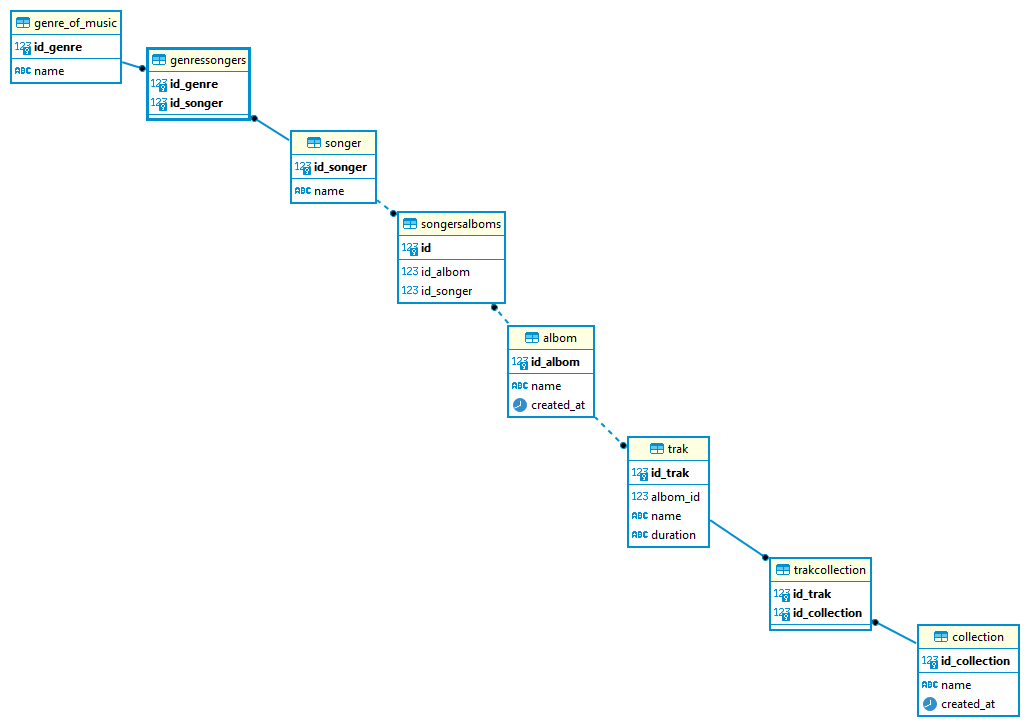 genre_of_music
123 id_genre
ABC name
genressongers
123 id_genre
123 id_songer
songer
123 id_songer
ABC name
songersalboms
123 id
123 id_albom
123 id_songer
albom
123 id_albom
ABC name
created_at
trak
123 id_trak
123 albom_id
ABC name
ABC duration
trakcollection
123 id_trak
123 id_collection
collection
123 id_collection
ABC name
created_at